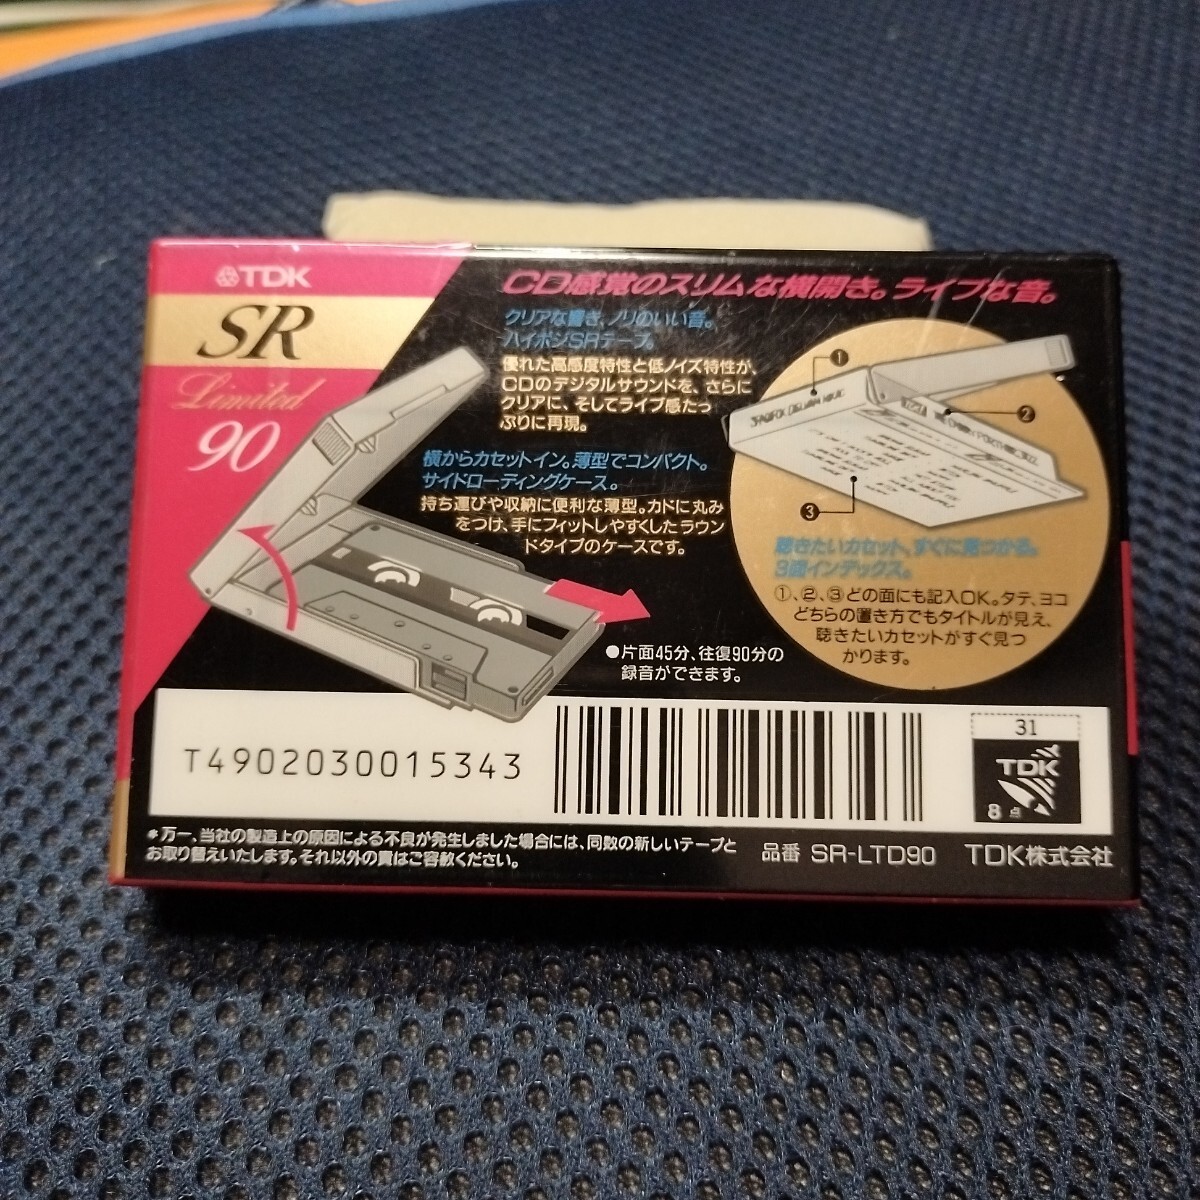 TDK
SR
Limited
90
CD感覚のスリムな横開き。ライブな音。
クリアな響き、ノリのいい音。
ハイポジSRテープ。
優れた高感度特性と低ノイズ特性が、
CDのデジタルサウンドを、さらに
クリアに、そしてライブ感たっ
ぷりに再現。
横からカセットイン。薄型でコンパクト。
サイドローディングケース。
持ち運びや収納に便利な薄型。カドに丸み
をつけ、手にフィットしやすくしたラウン
ドタイプのケースです。
●片面45分、往復90分の
録音ができます。
①
②
③
聴きたいカセット、すぐに見つかる。
3面インデックス。
①、②、③どの面にも記入OK。タテ、ヨコ
どちらの置き方でもタイトルが見え、
聴きたいカセットがすぐ見つ
かります。
T4902030015343
31
TDK
8点
*万一、当社の製造上の原因による不良が発生しました場合には、同数の新しいテープと
お取り替えいたします。それ以外の責はご容赦ください。
品番 SR-LTD90 TDK株式会社